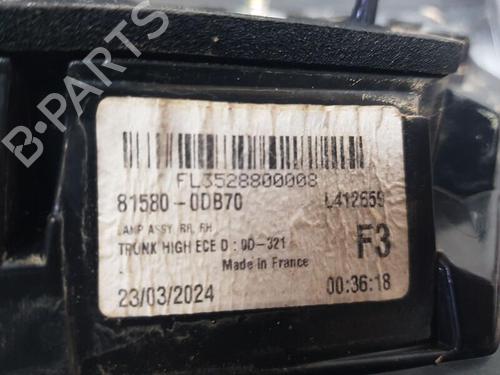 B-PARTS
FL3528800008
81580-0DB70
L412659
LAMP ASSY RR, RH
TRUNK HIGH ECE D : 9D-321
F3
Made in France
23/03/2024
00:36:18